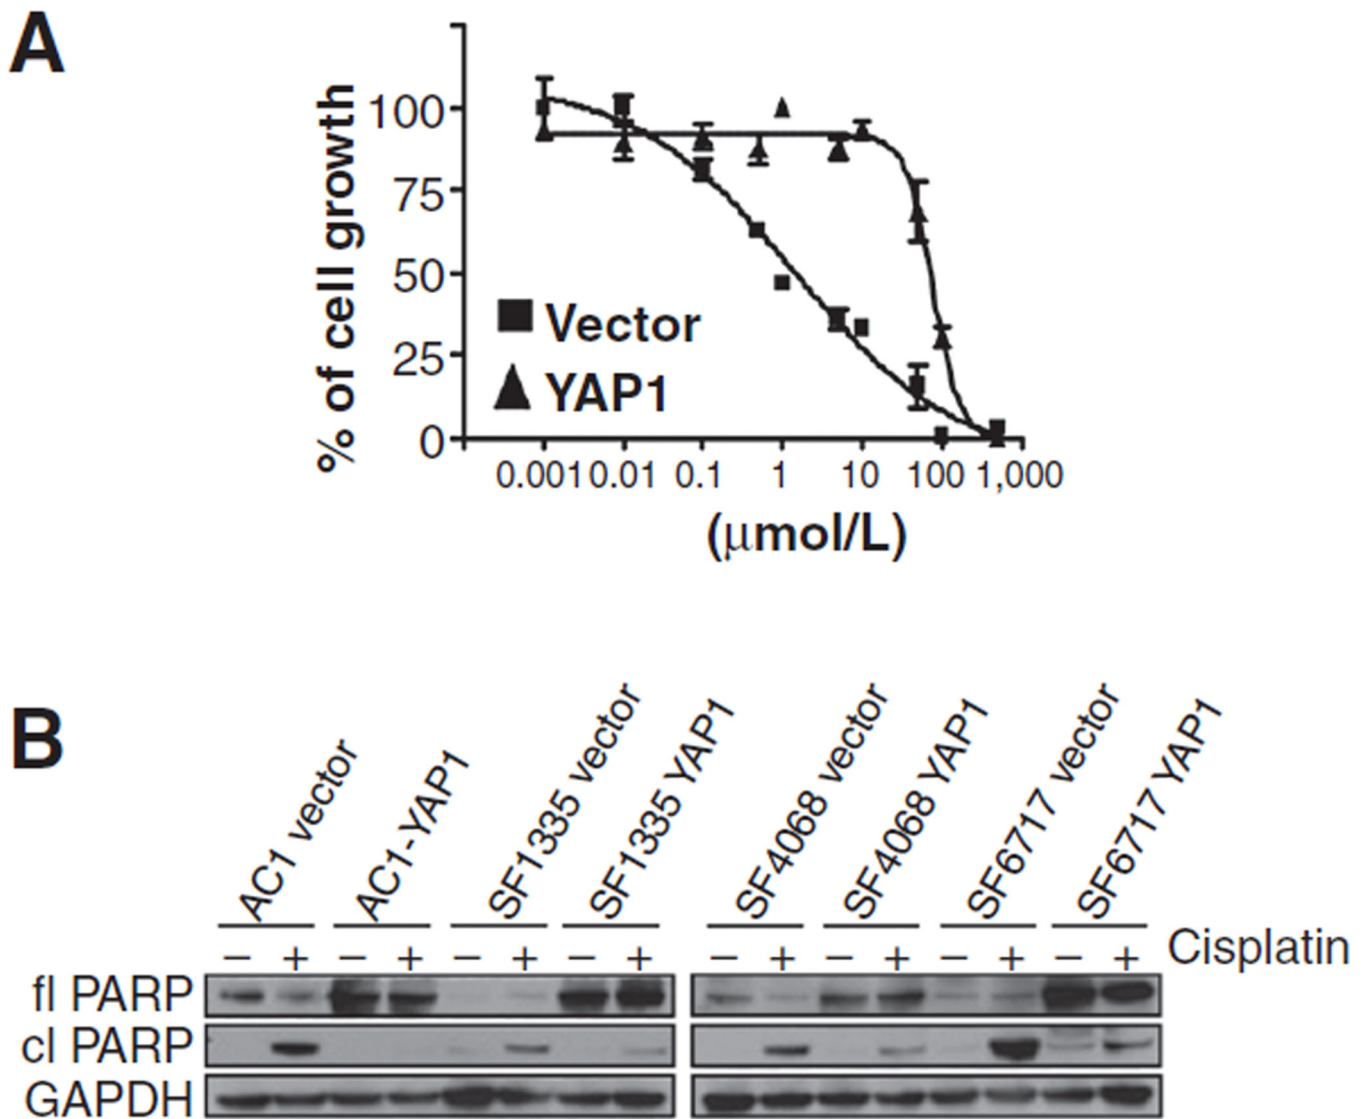 A
% of cell growth
100
75
50
25
0
Vector
YAP1
0.001 0.01 0.1 1 10 100 1,000
(μmol/L)
B
AC1 vector
AC1-YAP1
SF1335 vector
SF1335 YAP1
SF4068 vector
SF4068 YAP1
SF6717 vector
SF6717 YAP1
− + − + − + − + − + − + − + − + Cisplatin
fl PARP
cl PARP
GAPDH